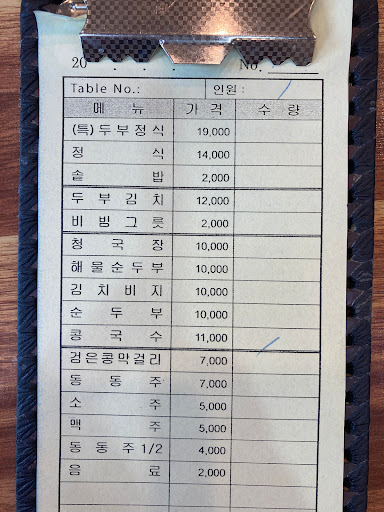 20 . . . No.
Table No.: 인원 : /
메 뉴 가 격 수 량
(특)두부정식 19,000
정 식 14,000
솥 밥 2,000
두 부 김 치 12,000
비 빙 그 릇 2,000
청 국 장 10,000
해 물 순 두 부 10,000
김 치 비 지 10,000
순 두 부 10,000
콩 국 수 11,000 /
검은콩막걸리 7,000
동 동 주 7,000
소 주 5,000
맥 주 5,000
동 동 주 1/2 4,000
음 료 2,000